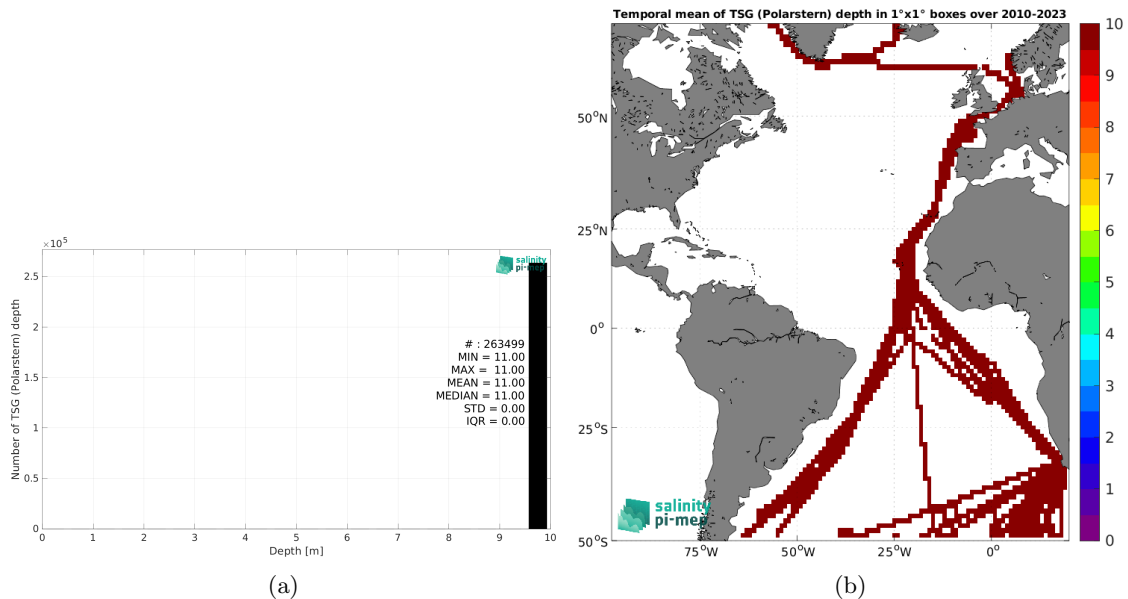 Temporal mean of TSG (Polarstern) depth in 1°x1° boxes over 2010-2023
×10⁵
2.5
2
1.5
1
0.5
0
Number of TSG (Polarstern) depth
0 1 2 3 4 5 6 7 8 9 10
Depth [m]
salinity
pi-mep
# : 263499
MIN = 11.00
MAX = 11.00
MEAN = 11.00
MEDIAN = 11.00
STD = 0.00
IQR = 0.00
(a)
50°N
25°N
0°
25°S
50°S
75°W 50°W 25°W 0°
salinity
pi-mep
10
9
8
7
6
5
4
3
2
1
0
(b)